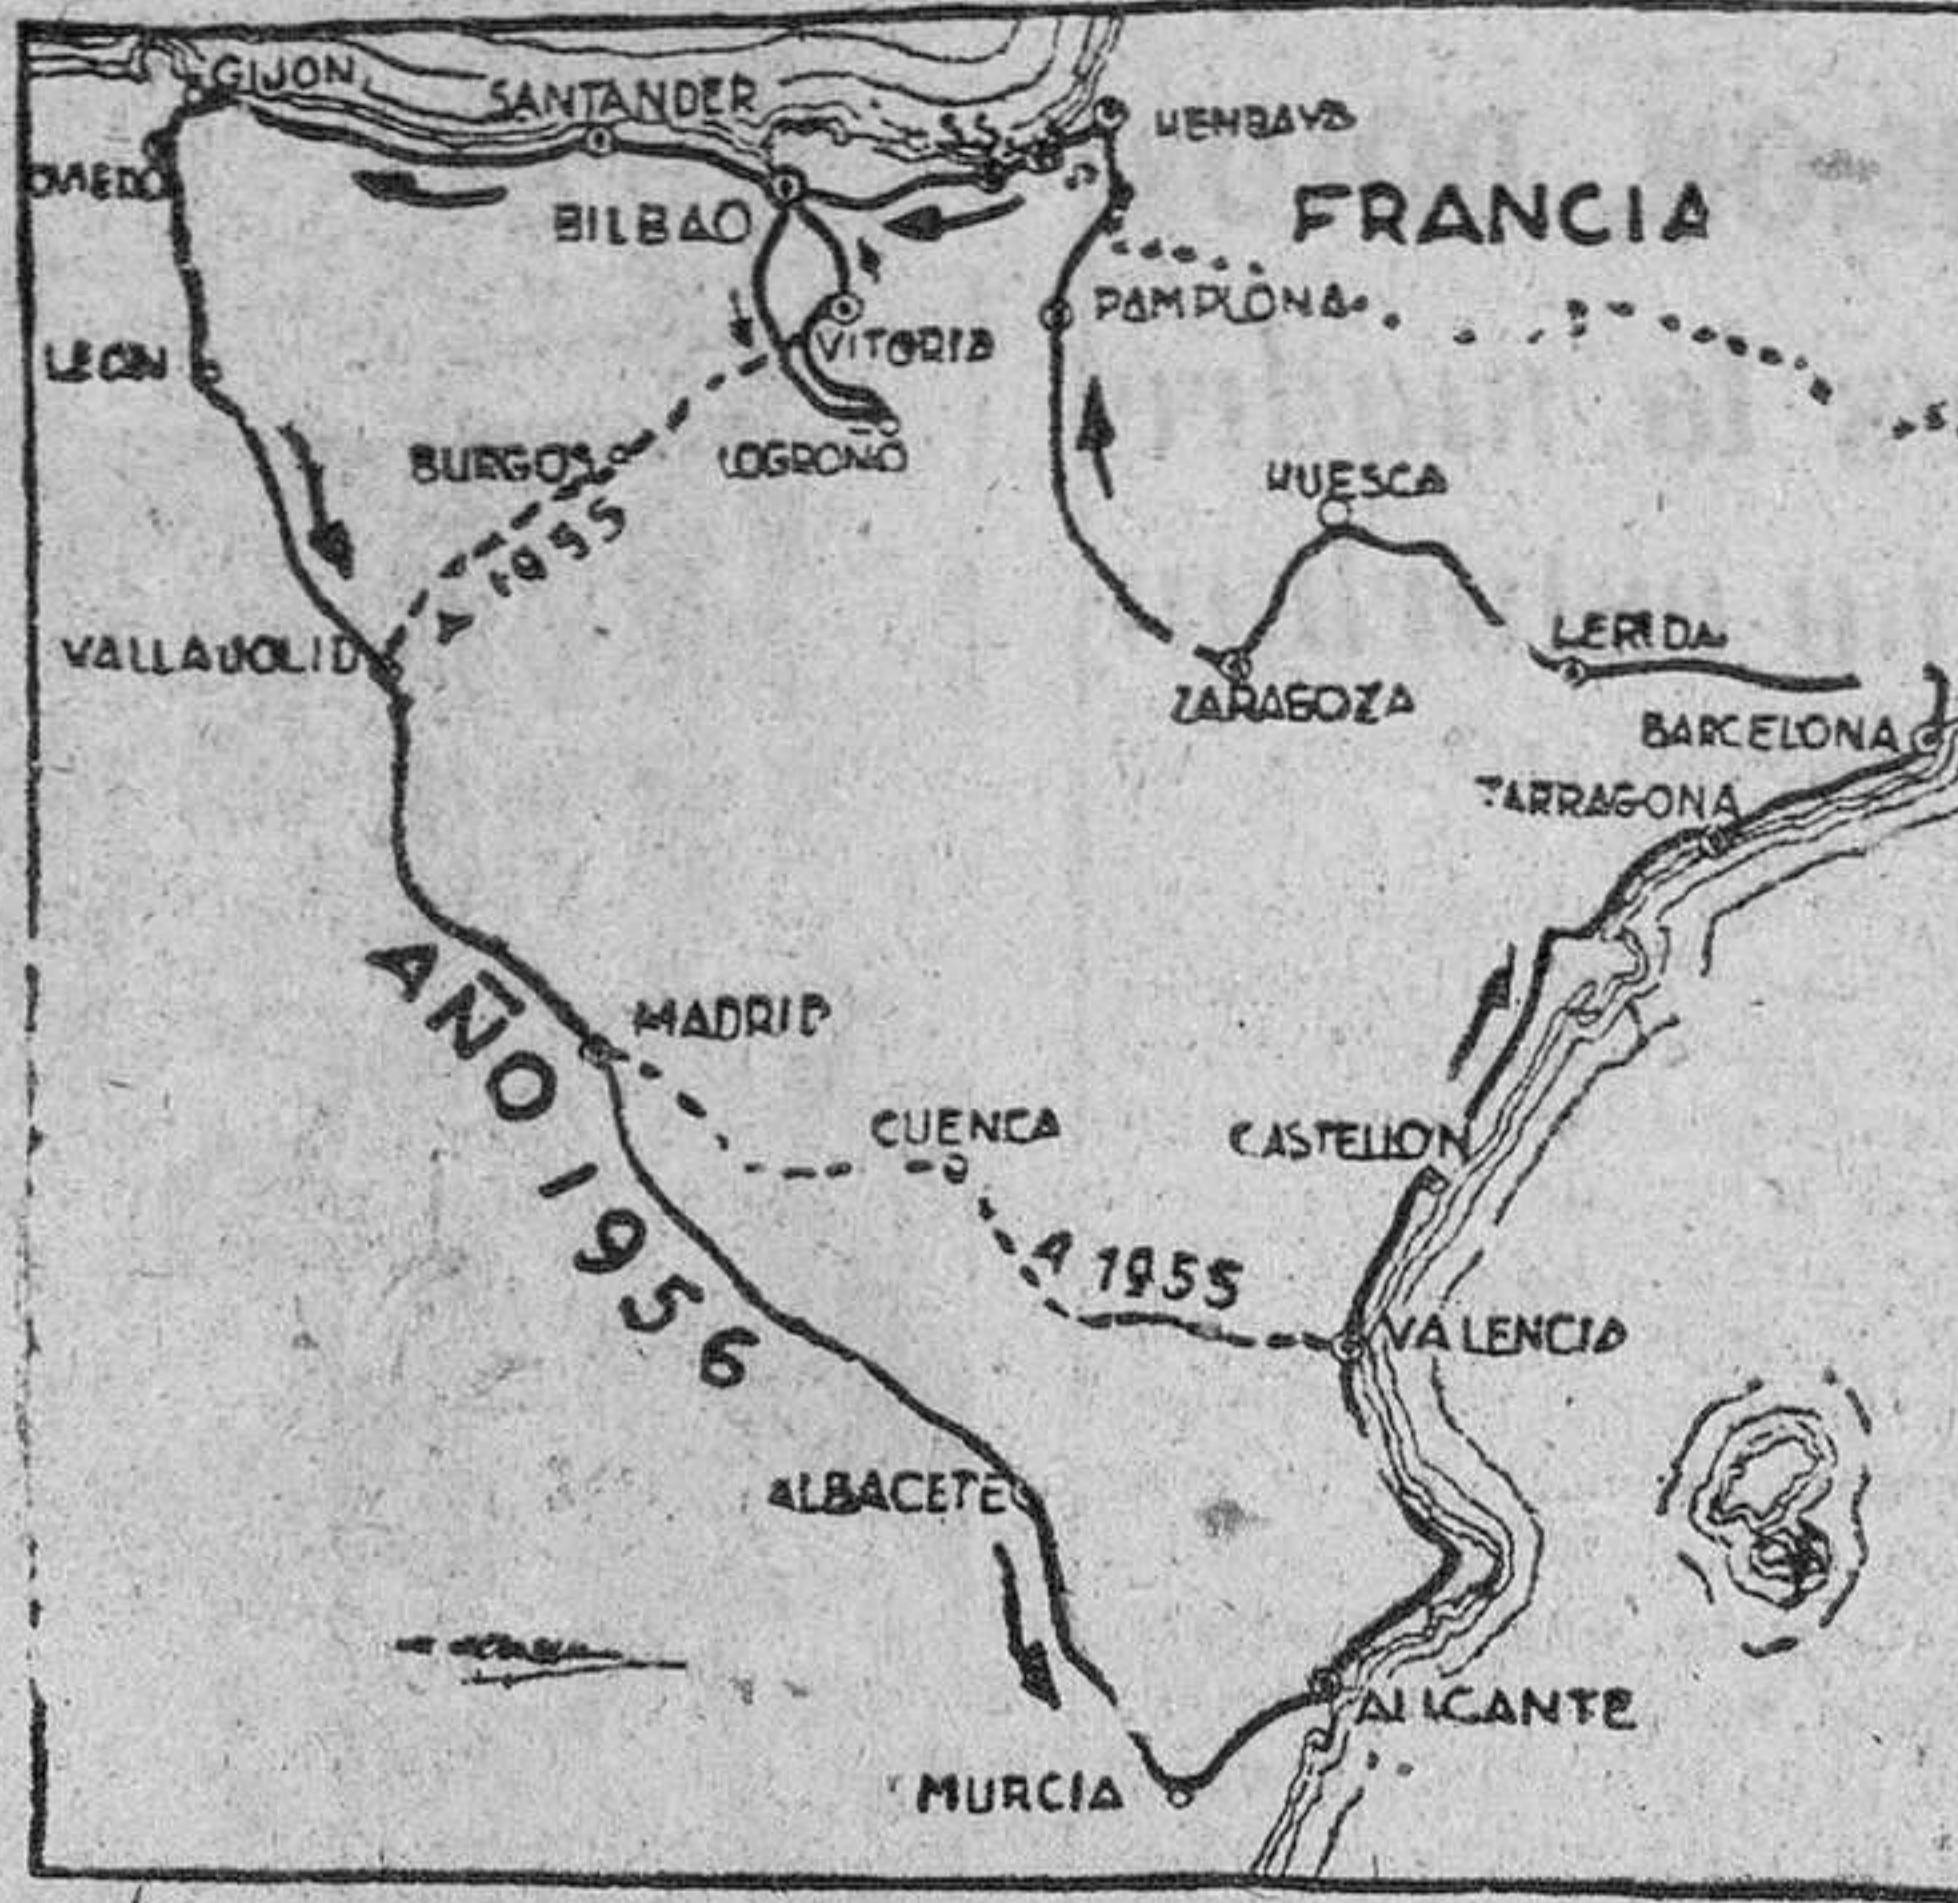 GIJON
SANTANDER
S.S.
HENDAYA
OVIEDO
BILBAO
FRANCIA
PAMPLONA
LEON
VITORIA
BURGOS
LOGROÑO
HUESCA
A 1955
VALLADOLID
LERIDA
ZARAGOZA
BARCELONA
TARRAGONA
AÑO 1956
MADRID
CUENCA
CASTELLON
A 1955
VALENCIA
ALBACETE
ALICANTE
MURCIA